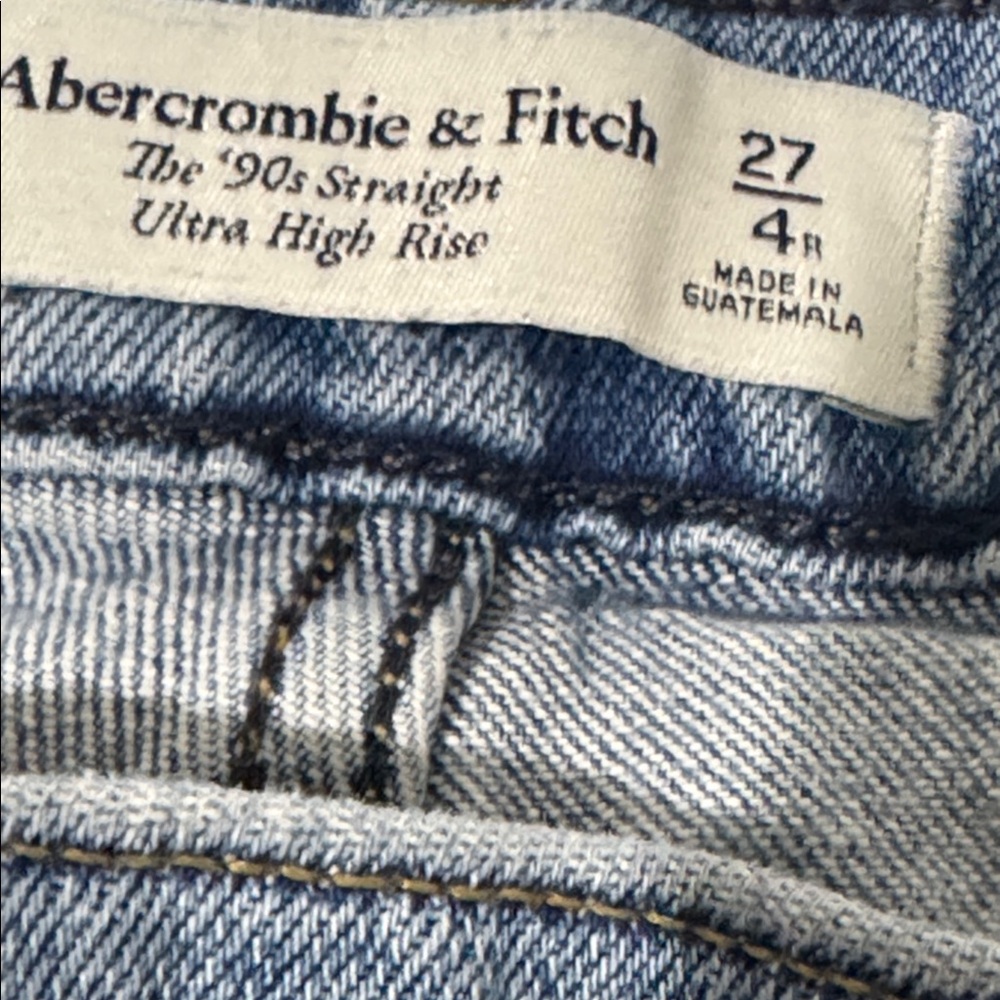 Abercrombie & Fitch
The '90s Straight
Ultra High Rise
27
4R
MADE IN
GUATEMALA